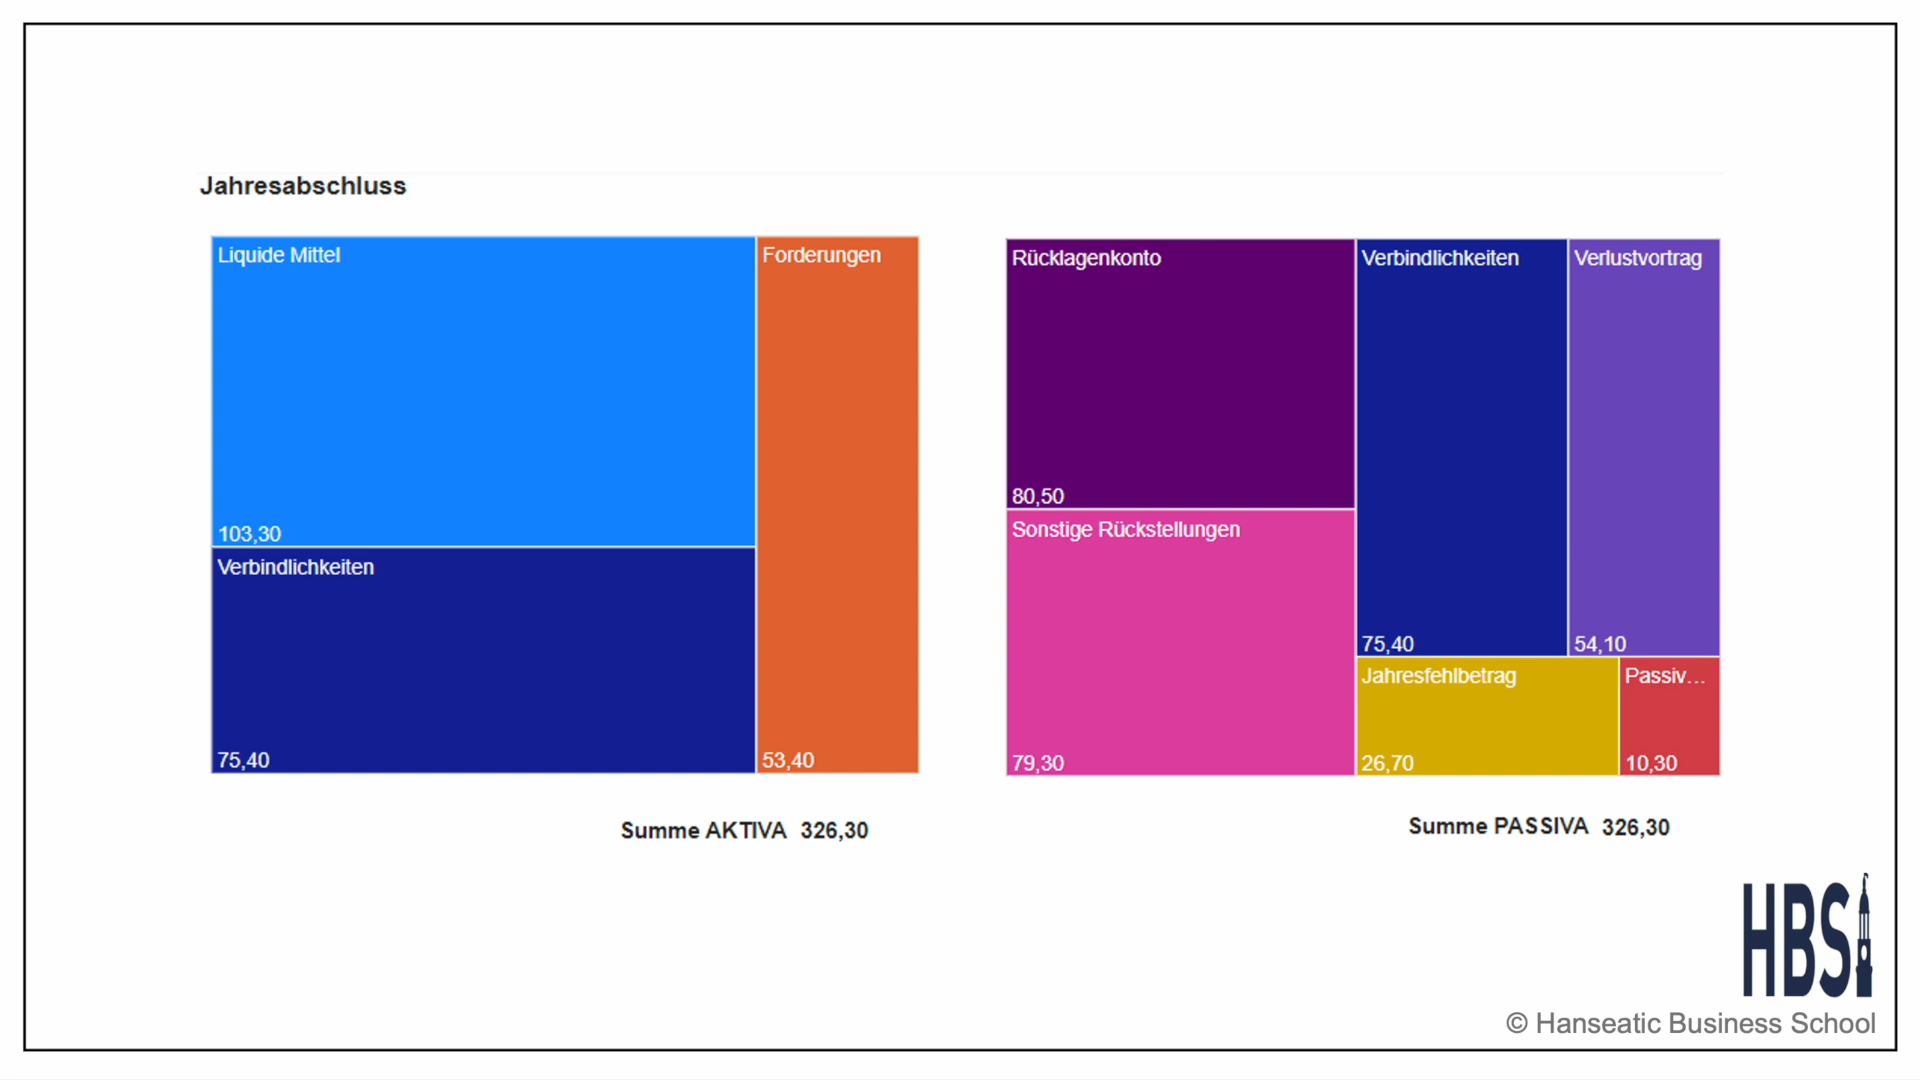 Jahresabschluss
Liquide Mittel
103,30
Verbindlichkeiten
75,40
Forderungen
53,40
Summe AKTIVA 326,30
Rücklagenkonto
80,50
Sonstige Rückstellungen
79,30
Verbindlichkeiten
75,40
Verlustvortrag
54,10
Jahresfehlbetrag
26,70
Passiv...
10,30
Summe PASSIVA 326,30
HBS
© Hanseatic Business School